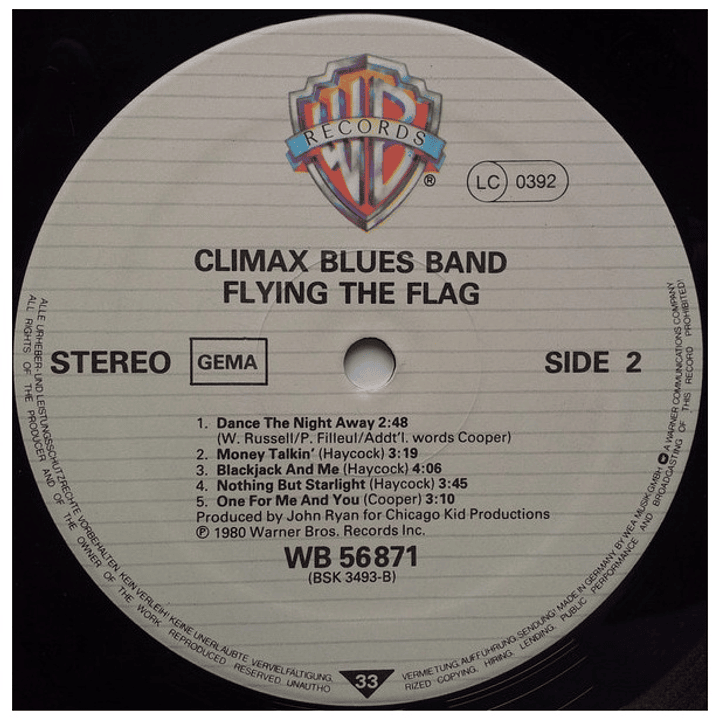 RECORDS
®
LC 0392
CLIMAX BLUES BAND
FLYING THE FLAG
STEREO GEMA SIDE 2
1. Dance The Night Away 2:48
(W. Russell/P. Filleul/Addt'l. words Cooper)
2. Money Talkin' (Haycock) 3:19
3. Blackjack And Me (Haycock) 4:06
4. Nothing But Starlight (Haycock) 3:45
5. One For Me And You (Cooper) 3:10
Produced by John Ryan for Chicago Kid Productions
℗ 1980 Warner Bros. Records Inc.
WB 56 871
(BSK 3493-B)
33
ALLE URHEBER- UND LEISTUNGSSCHUTZRECHTE VORBEHALTEN. KEIN VERLEIH! KEINE UNERLAUBTE VERVIELFÄLTIGUNG, VERMIETUNG, AUFFÜHRUNG, SENDUNG! MADE IN GERMANY BY WEA MUSIK GMBH A WARNER COMMUNICATIONS COMPANY
ALL RIGHTS OF THE PRODUCER AND OF THE OWNER OF THE WORK REPRODUCED RESERVED. UNAUTHO RIZED COPYING, HIRING, LENDING, PUBLIC PERFORMANCE AND BROADCASTING OF THIS RECORD PROHIBITED!